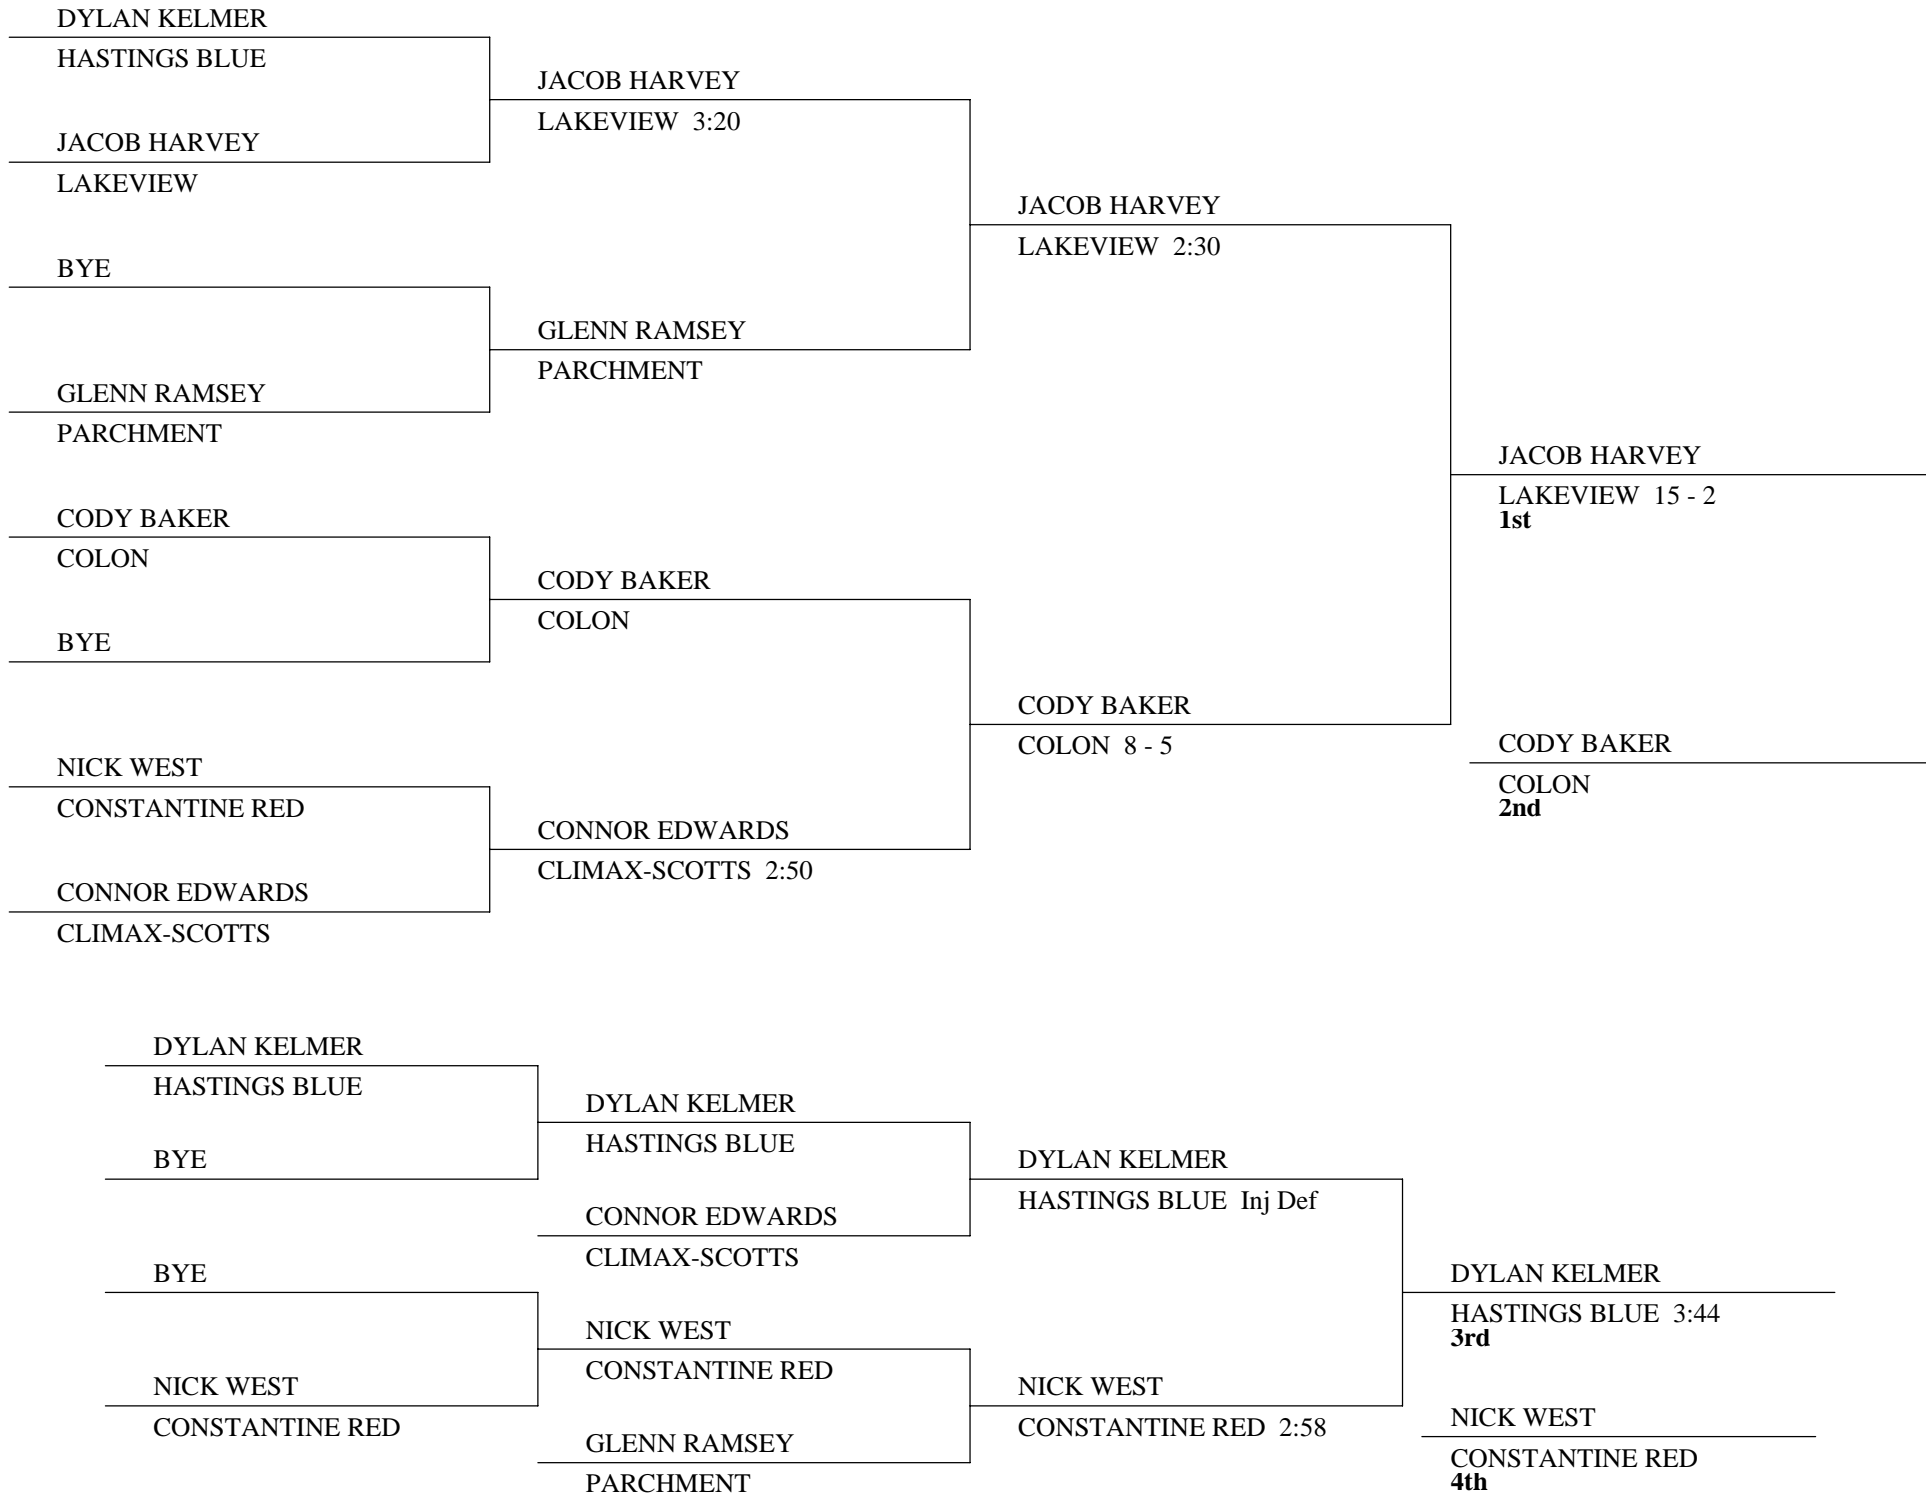 DYLAN KELMER
HASTINGS BLUE
JACOB HARVEY
LAKEVIEW
BYE
GLENN RAMSEY
PARCHMENT
CODY BAKER
COLON
BYE
NICK WEST
CONSTANTINE RED
CONNOR EDWARDS
CLIMAX-SCOTTS
JACOB HARVEY
LAKEVIEW 3:20
GLENN RAMSEY
PARCHMENT
CODY BAKER
COLON
CONNOR EDWARDS
CLIMAX-SCOTTS 2:50
JACOB HARVEY
LAKEVIEW 2:30
CODY BAKER
COLON 8 - 5
JACOB HARVEY
LAKEVIEW 15 - 2
1st
CODY BAKER
COLON
2nd
DYLAN KELMER
HASTINGS BLUE
BYE
BYE
NICK WEST
CONSTANTINE RED
DYLAN KELMER
HASTINGS BLUE
CONNOR EDWARDS
CLIMAX-SCOTTS
NICK WEST
CONSTANTINE RED
GLENN RAMSEY
PARCHMENT
DYLAN KELMER
HASTINGS BLUE Inj Def
NICK WEST
CONSTANTINE RED 2:58
DYLAN KELMER
HASTINGS BLUE 3:44
3rd
NICK WEST
CONSTANTINE RED
4th